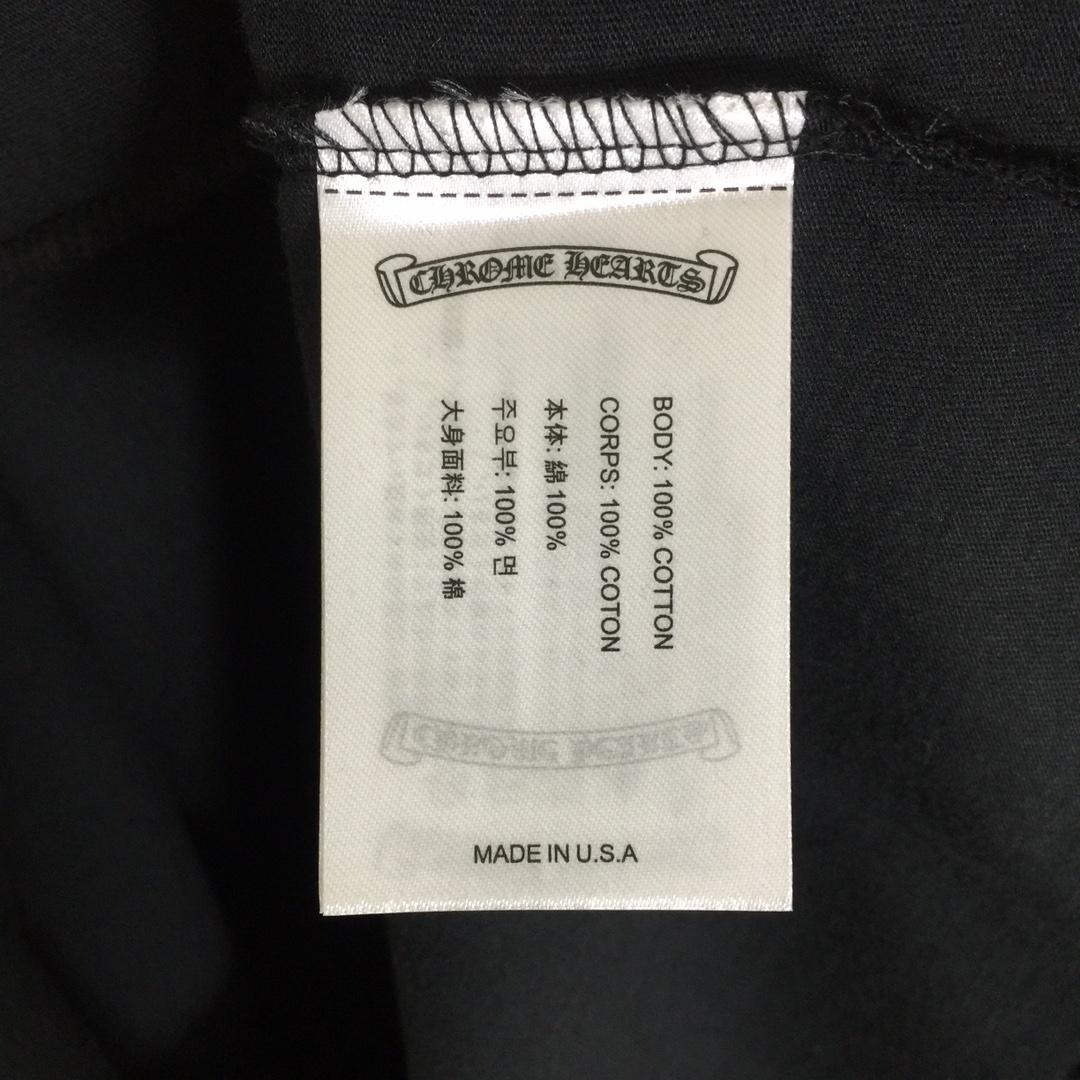 CHROME HEARTS
BODY: 100% COTTON
CORPS: 100% COTON
本体: 綿 100%
주요부: 100% 면
大身面料: 100% 棉
MADE IN U.S.A